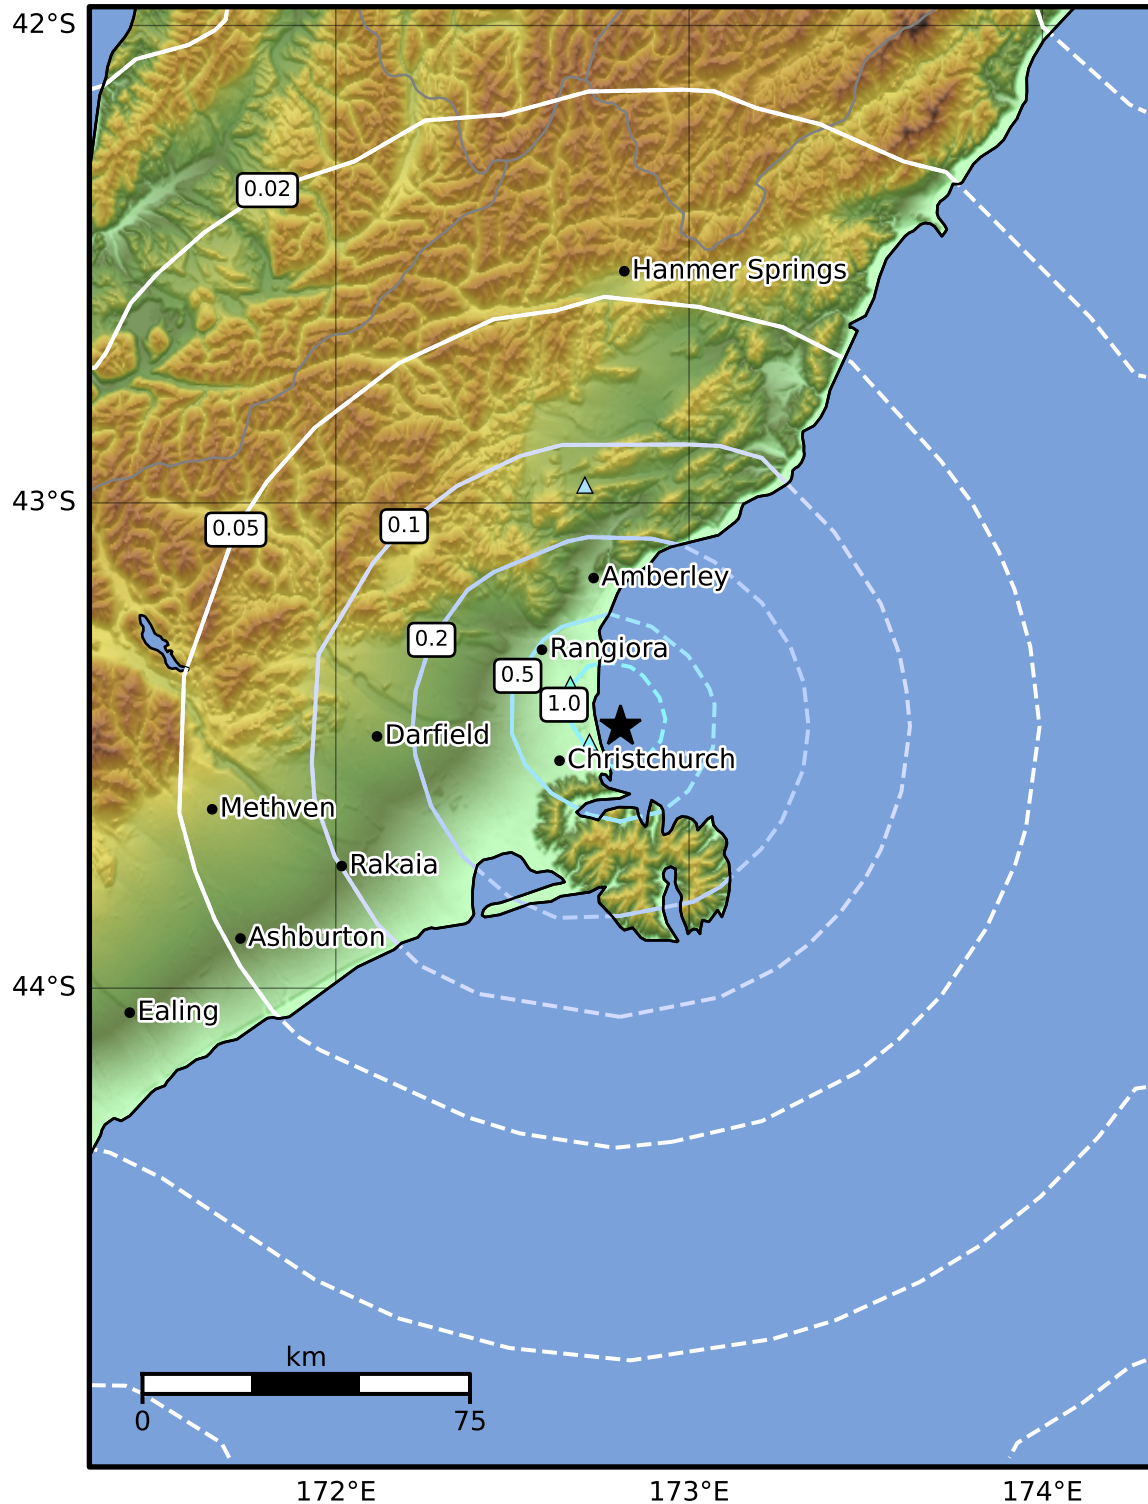 42°S
0.02
Hanmer Springs
43°S
0.05
0.1
Amberley
0.2
Rangiora
0.5
1.0
Darfield
Christchurch
Methven
Rakaia
Ashburton
44°S
Ealing
km
0
75
172°E
173°E
174°E